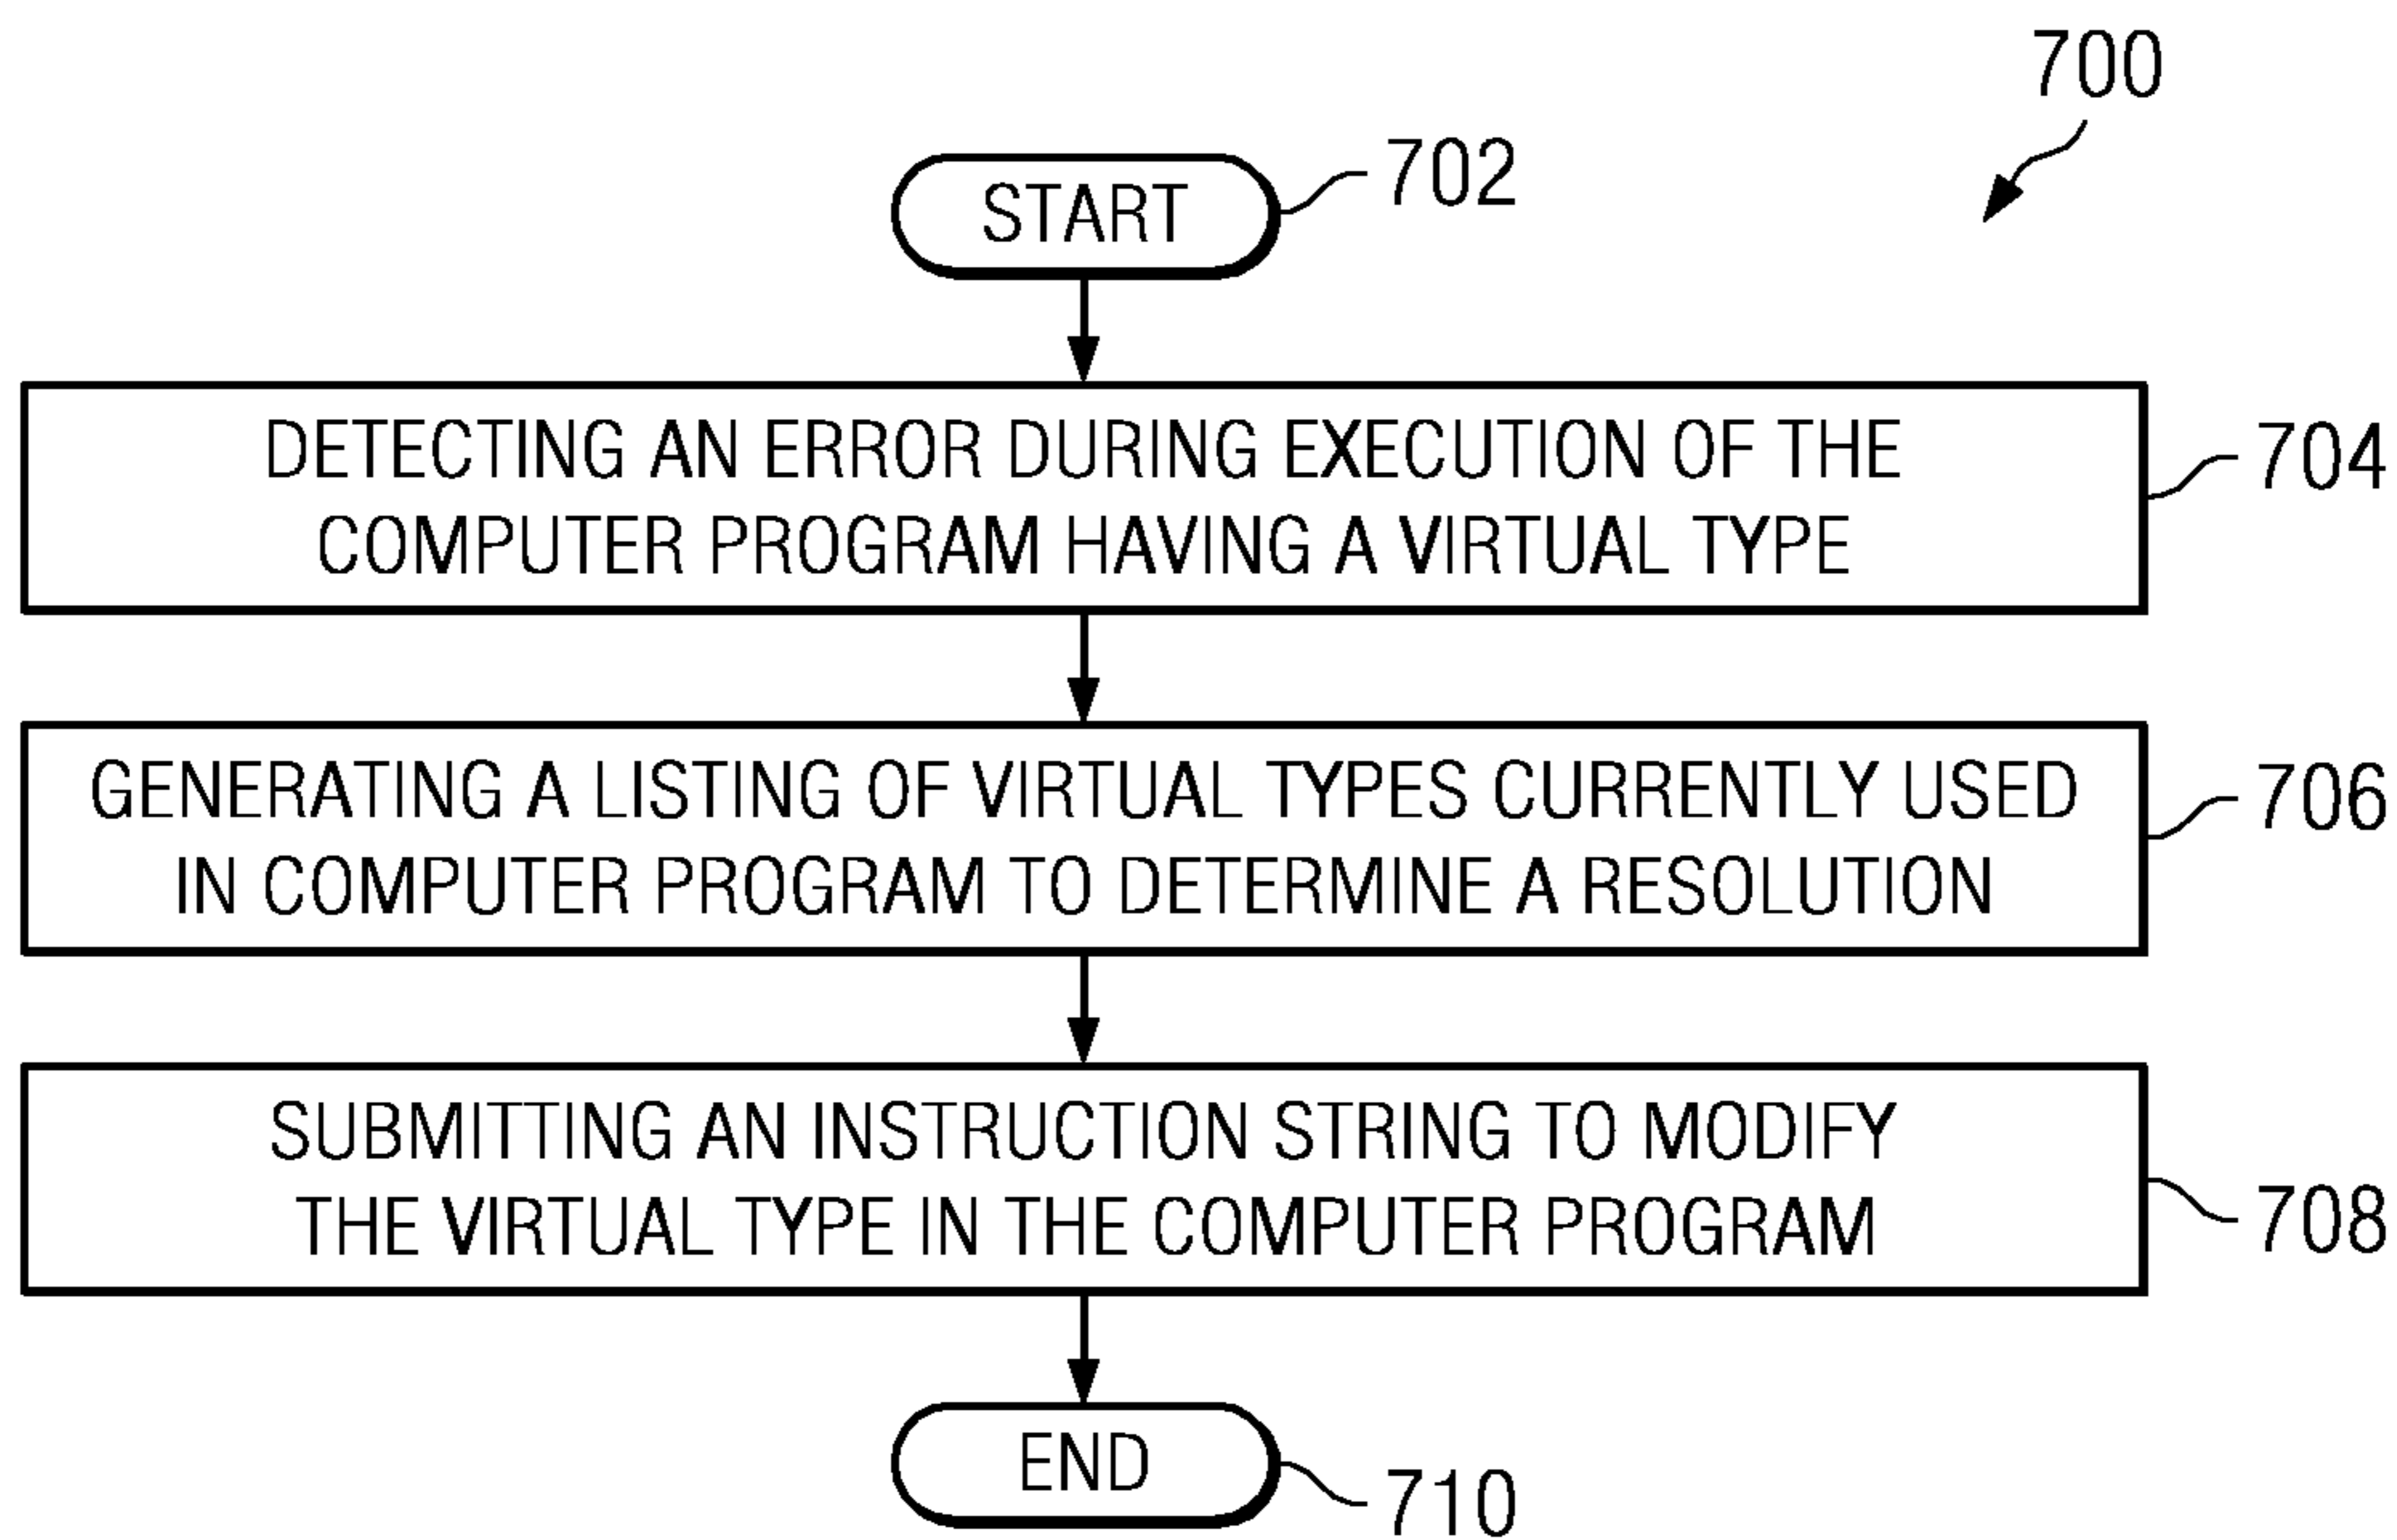 700
START
702
DETECTING AN ERROR DURING EXECUTION OF THE
COMPUTER PROGRAM HAVING A VIRTUAL TYPE
704
GENERATING A LISTING OF VIRTUAL TYPES CURRENTLY USED
IN COMPUTER PROGRAM TO DETERMINE A RESOLUTION
706
SUBMITTING AN INSTRUCTION STRING TO MODIFY
THE VIRTUAL TYPE IN THE COMPUTER PROGRAM
708
END
710